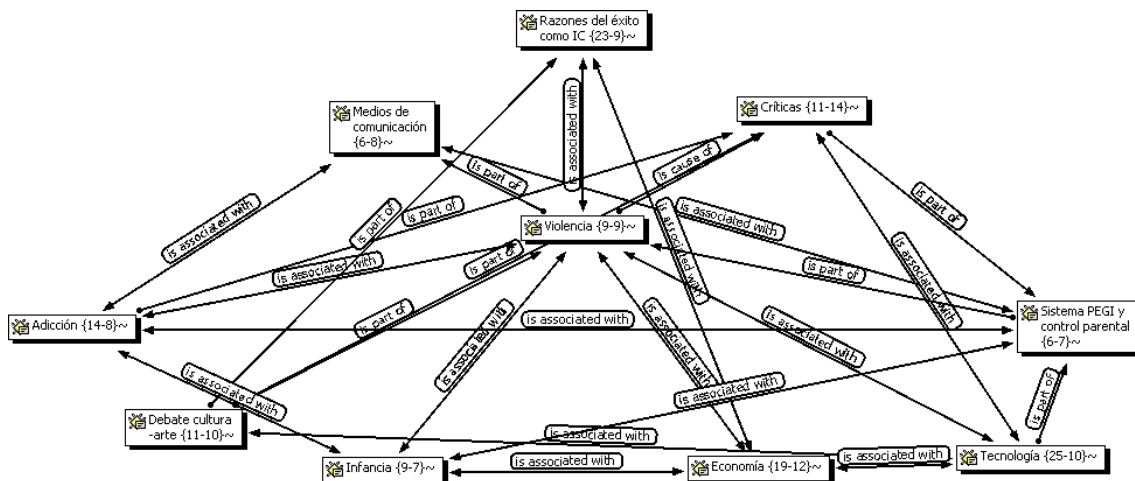 Razones del éxito
como IC {23-9}~
Críticas {11-14}~
Medios de
comunicación
{6-8}~
is associated with
is part of
is cause of
is part of
is part of
is part of
is associated with
is associated with
Violencia {9-9}~
is associated with
is part of
is associated with
is part of
is associated with
Sistema PEGI y
control parental
{6-7}~
Adicción {14-8}~
is part of
is associated with
is associated with
is associated with
is associated with
is associated with
is associated with
is part of
Debate cultura
-arte {11-10}~
is associated with
is associated with
Infancia {9-7}~
is associated with
Economía {19-12}~
is associated with
Tecnología {25-10}~